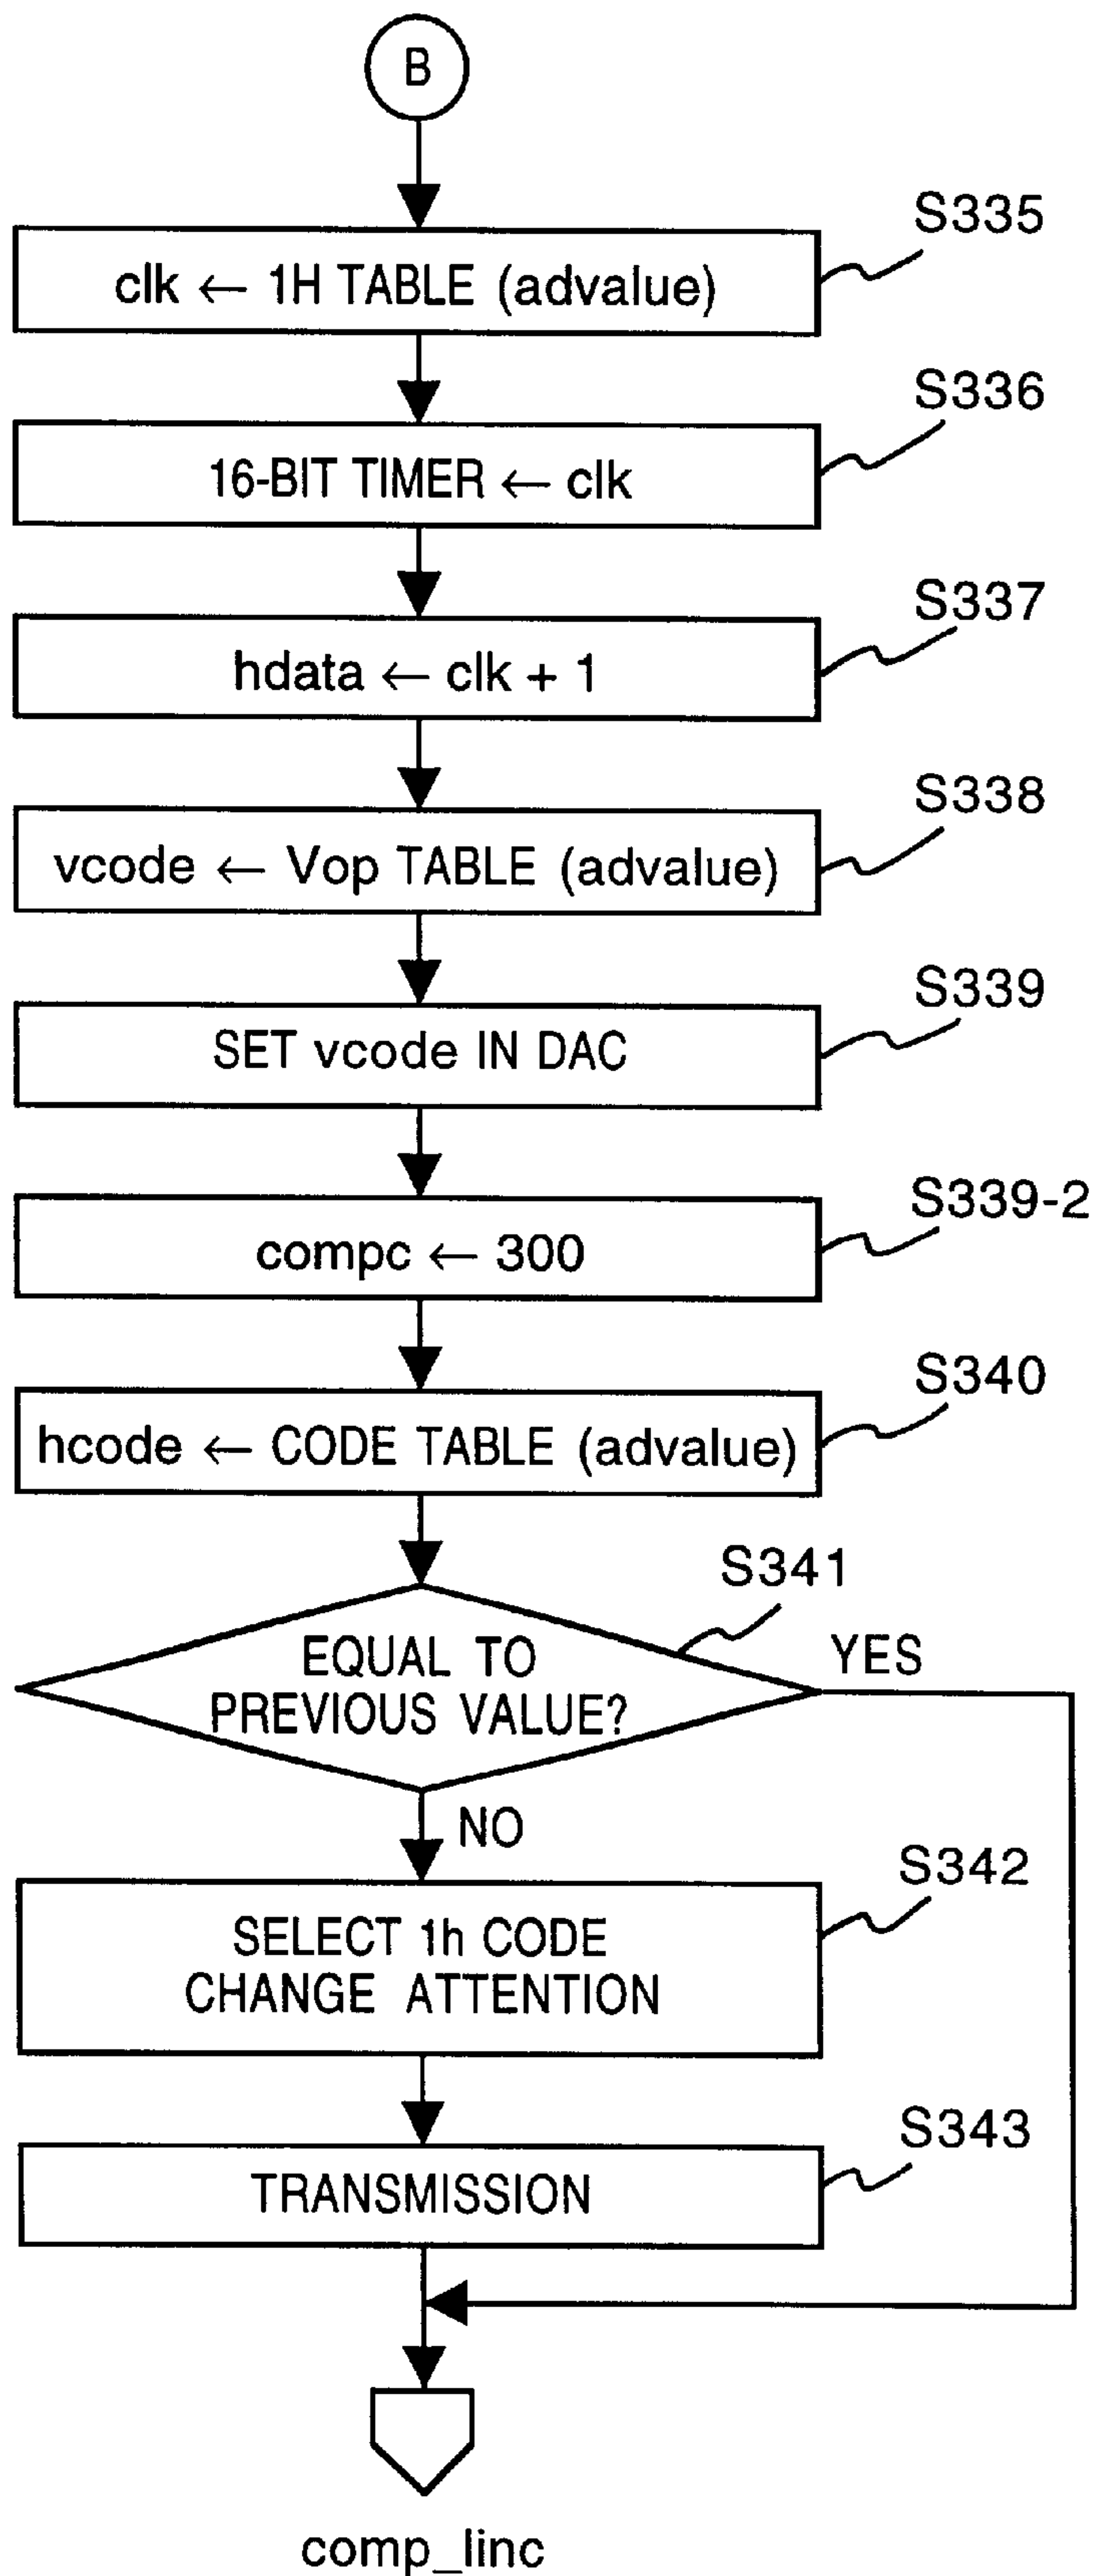 B
S335
clk ← 1H TABLE (advalue)
S336
16-BIT TIMER ← clk
S337
hdata ← clk + 1
S338
vcode ← Vop TABLE (advalue)
S339
SET vcode IN DAC
S339-2
compc ← 300
S340
hcode ← CODE TABLE (advalue)
S341
EQUAL TO
PREVIOUS VALUE?
YES
NO
S342
SELECT 1h CODE
CHANGE ATTENTION
S343
TRANSMISSION
comp_linc